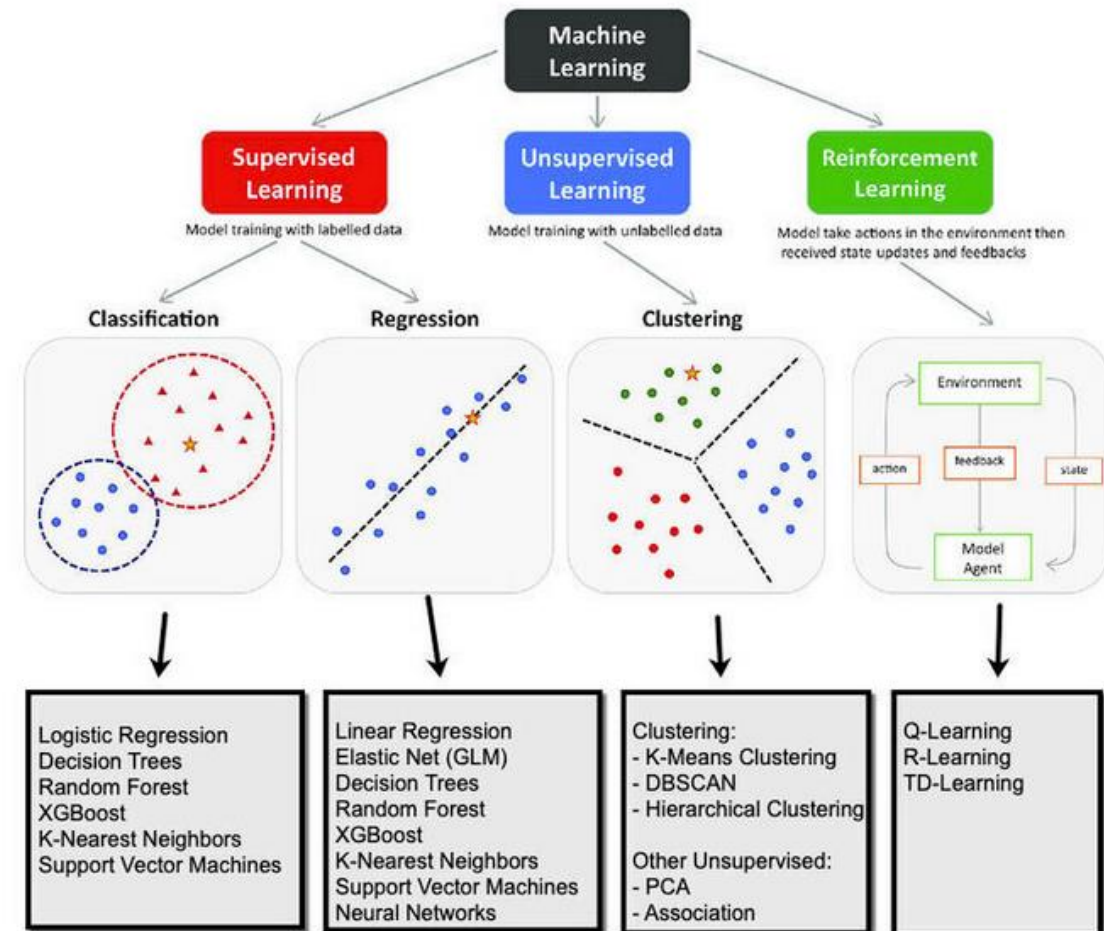 Machine
Learning
Supervised
Learning
Unsupervised
Learning
Reinforcement
Learning
Model training with labelled data
Model training with unlabelled data
Model take actions in the environment then
received state updates and feedbacks
Classification
Regression
Clustering
Environment
action
feedback
state
Model
Agent
Logistic Regression
Decision Trees
Random Forest
XGBoost
K-Nearest Neighbors
Support Vector Machines
Linear Regression
Elastic Net (GLM)
Decision Trees
Random Forest
XGBoost
K-Nearest Neighbors
Support Vector Machines
Neural Networks
Clustering:
- K-Means Clustering
- DBSCAN
- Hierarchical Clustering
Other Unsupervised:
- PCA
- Association
Q-Learning
R-Learning
TD-Learning